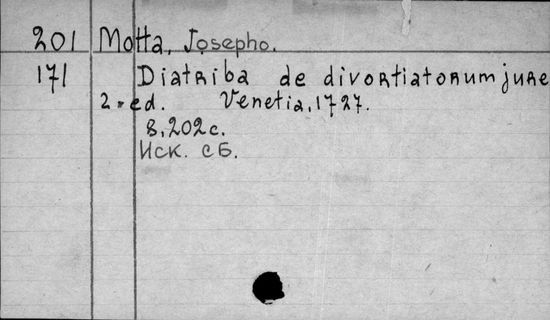 201 Motta, Josepho.
171 Diatriba de divortiatorum jure
2-ed. Venetia, 1727.
8, 202 c.
Иск. сб.